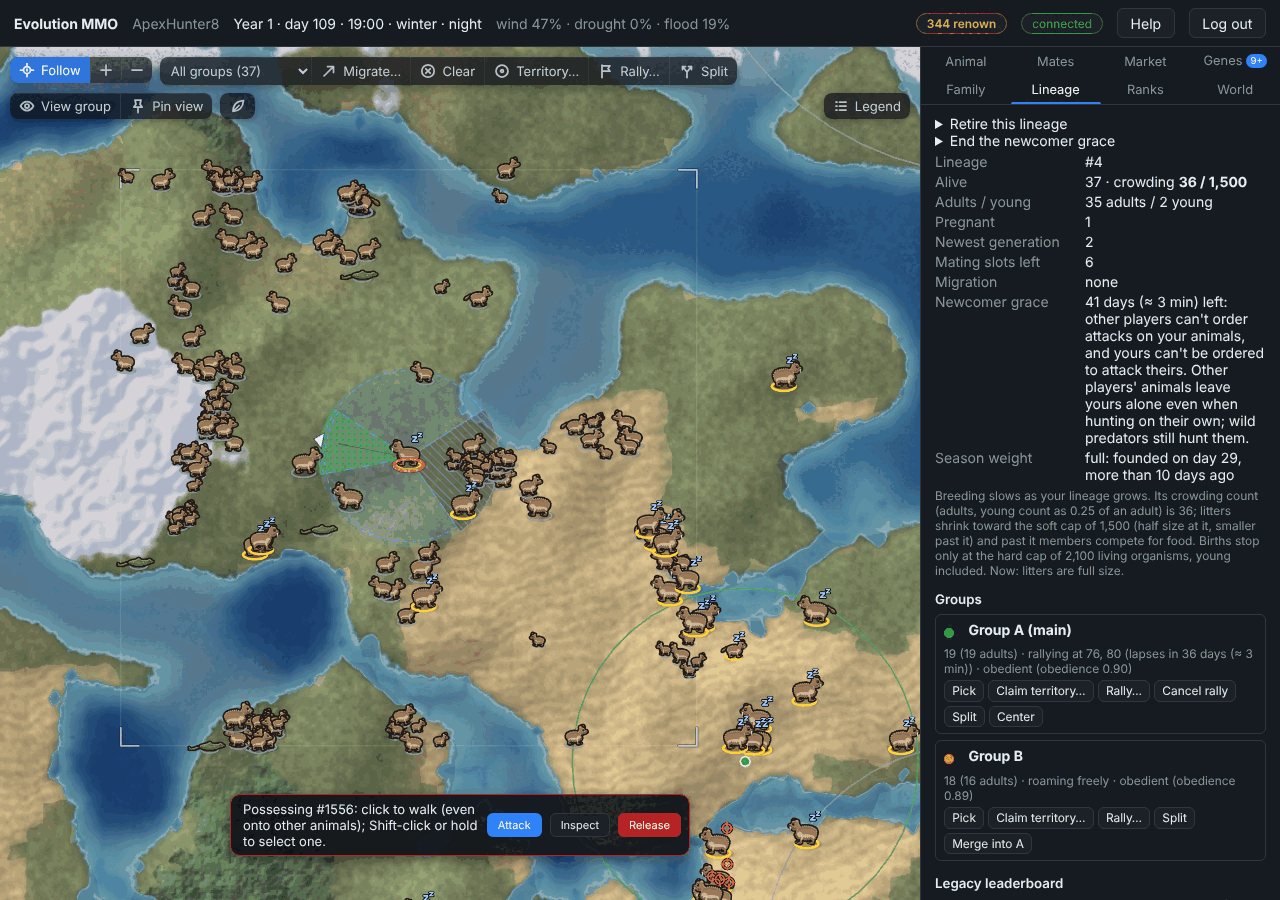 Evolution MMO ApexHunter8 Year 1 · day 109 · 19:00 · winter · night wind 47% · drought 0% · flood 19% 344 renown connected Help Log out
Follow + − All groups (37) Migrate... Clear Territory... Rally... Split
View group Pin view Legend
Animal Mates Market Genes 9+
Family Lineage Ranks World
Retire this lineage
End the newcomer grace
Lineage #4
Alive 37 · crowding 36 / 1,500
Adults / young 35 adults / 2 young
Pregnant 1
Newest generation 2
Mating slots left 6
Migration none
Newcomer grace 41 days (≈ 3 min) left:
other players can't order
attacks on your animals,
and yours can't be ordered
to attack theirs. Other
players' animals leave
yours alone even when
hunting on their own; wild
predators still hunt them.
Season weight full: founded on day 29,
more than 10 days ago
Breeding slows as your lineage grows. Its crowding count
(adults, young count as 0.25 of an adult) is 36; litters
shrink toward the soft cap of 1,500 (half size at it, smaller
past it) and past it members compete for food. Births stop
only at the hard cap of 2,100 living organisms, young
included. Now: litters are full size.
Groups
Group A (main)
19 (19 adults) · rallying at 76, 80 (lapses in 36 days (≈ 3
min)) · obedient (obedience 0.90)
Pick Claim territory... Rally... Cancel rally
Split Center
Group B
18 (16 adults) · roaming freely · obedient (obedience
0.89)
Pick Claim territory... Rally... Split
Merge into A
Legacy leaderboard
Possessing #1556: click to walk (even
onto other animals); Shift-click or hold
to select one.
Attack Inspect Release